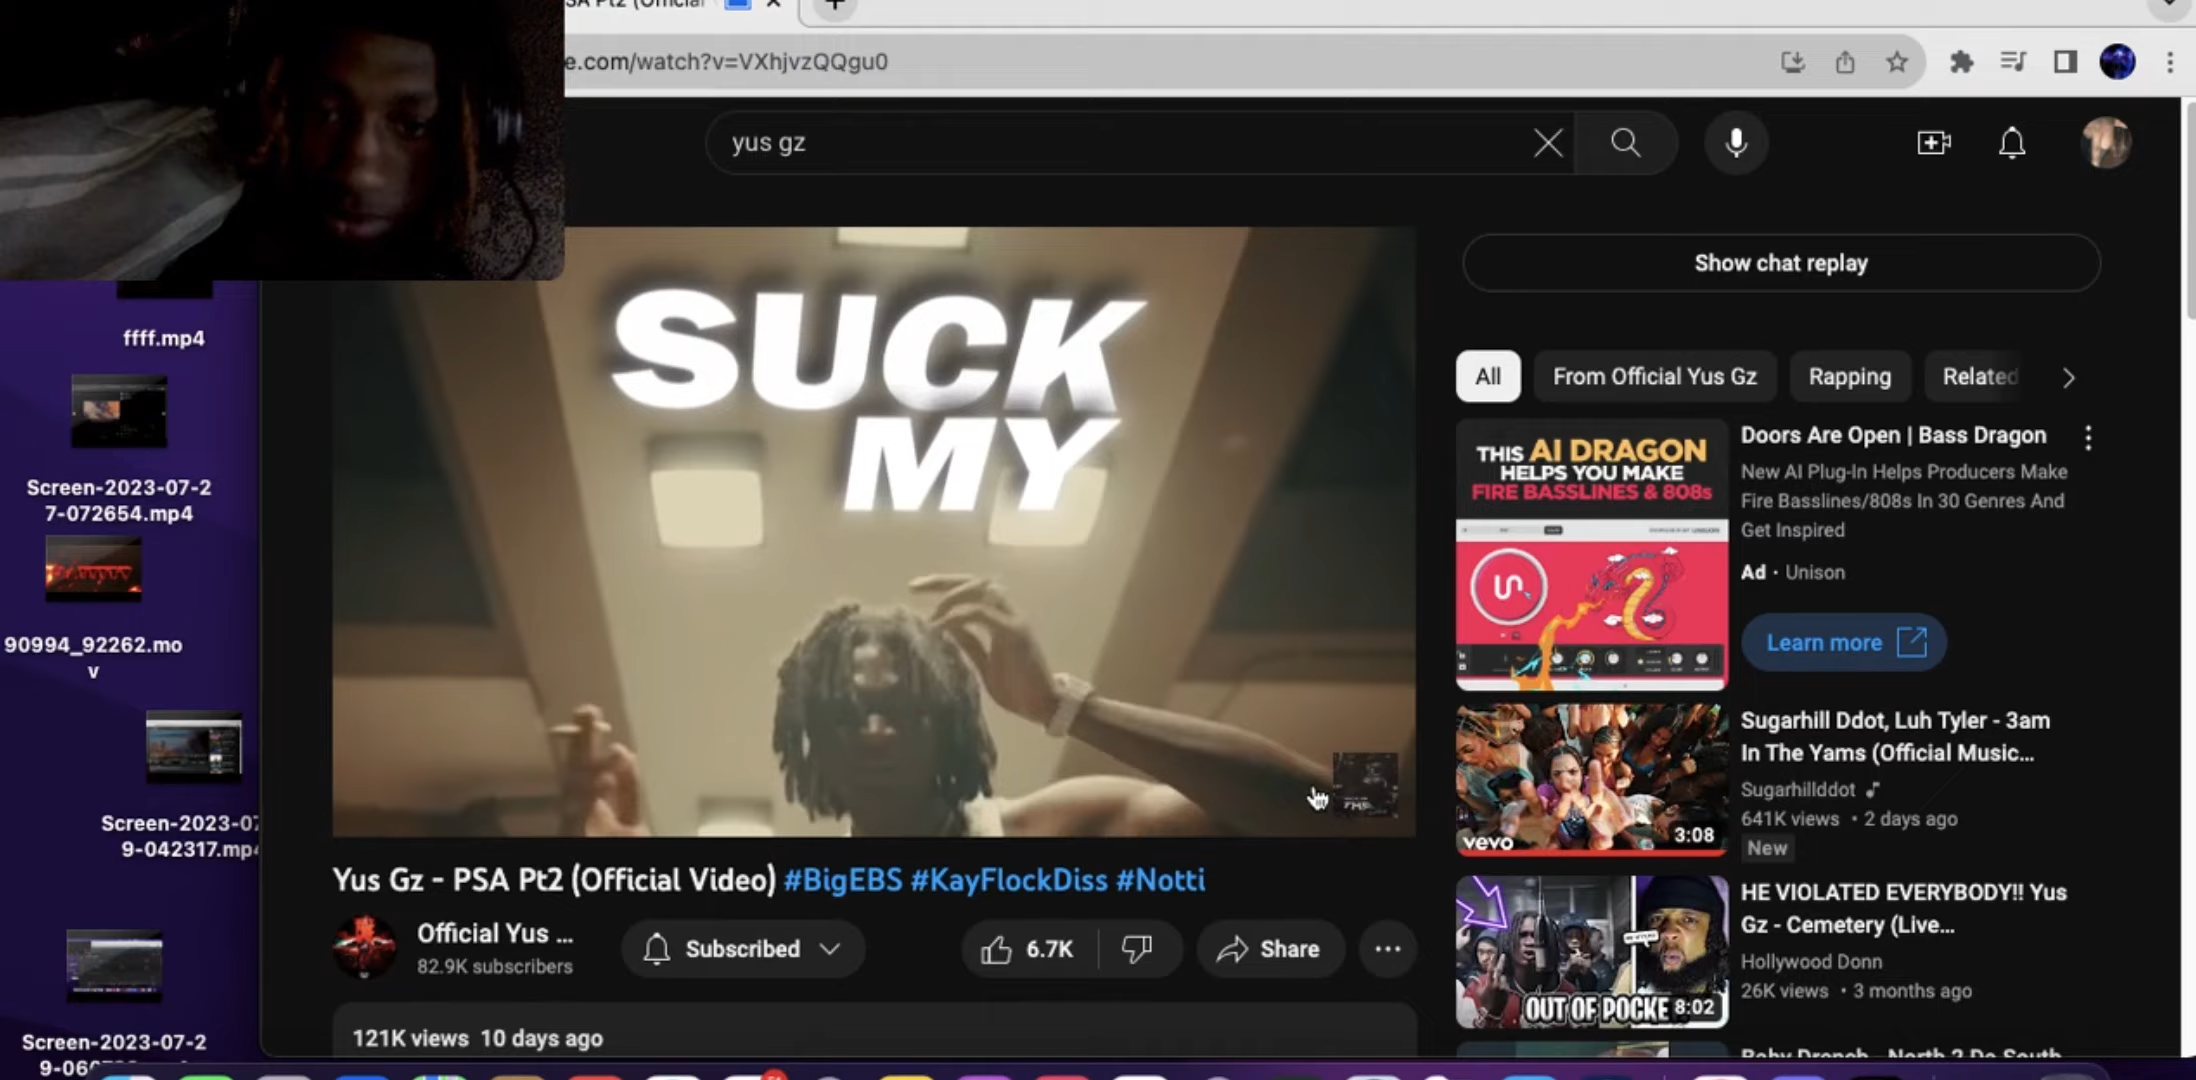 SA Pt2 (Official
e.com/watch?v=VXhjvzQQgu0
yus gz
Show chat replay
SUCK
MY
All
From Official Yus Gz
Rapping
Related
ffff.mp4
Screen-2023-07-2
7-072654.mp4
90994_92262.mo
v
Screen-2023-07
9-042317.mp4
Screen-2023-07-2
THIS AI DRAGON
HELPS YOU MAKE
FIRE BASSLINES & 808s
Doors Are Open | Bass Dragon
New AI Plug-In Helps Producers Make
Fire Basslines/808s In 30 Genres And
Get Inspired
Ad · Unison
Learn more
vevo
3:08
Sugarhill Ddot, Luh Tyler - 3am
In The Yams (Official Music...
Sugarhillddot
641K views • 2 days ago
New
OUT OF POCKE
8:02
HE VIOLATED EVERYBODY!! Yus
Gz - Cemetery (Live...
Hollywood Donn
26K views • 3 months ago
Yus Gz - PSA Pt2 (Official Video) #BigEBS #KayFlockDiss #Notti
Official Yus ...
82.9K subscribers
Subscribed
6.7K
Share
121K views 10 days ago